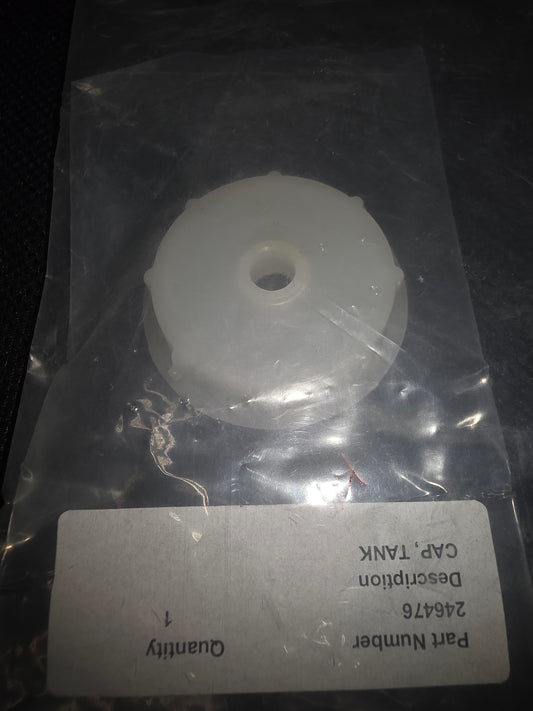 Part Number Quantity
246476 1
Description
CAP, TANK